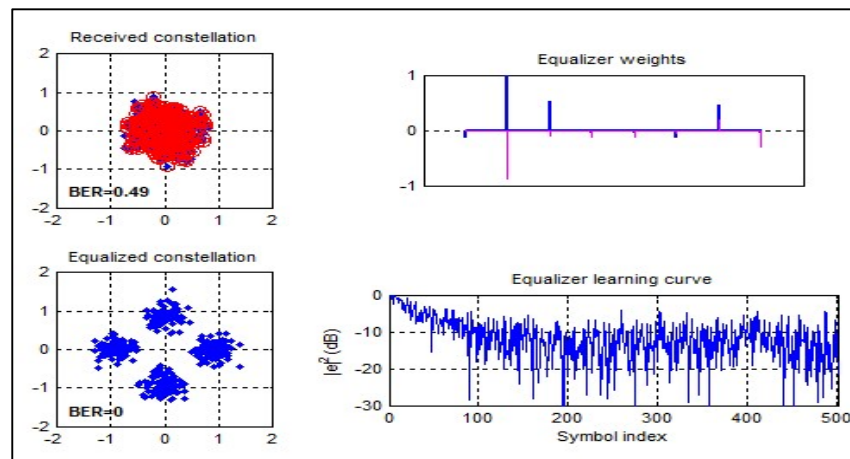 Received constellation
2
1
0
-1
-2
BER=0.49
-2 -1 0 1 2
Equalizer weights
1
0
-1
Equalized constellation
2
1
0
-1
-2
BER=0
-2 -1 0 1 2
Equalizer learning curve
|e|² (dB)
0
-10
-20
-30
0 100 200 300 400 500
Symbol index